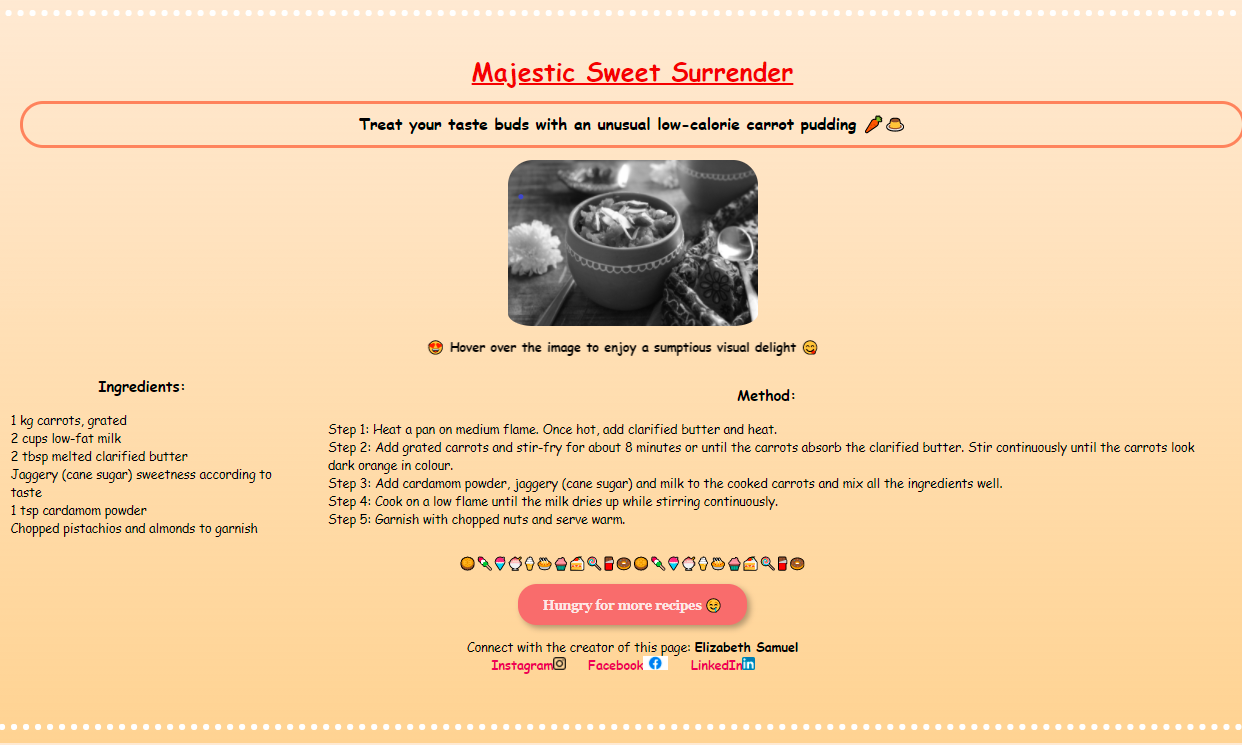 Majestic Sweet Surrender
Treat your taste buds with an unusual low-calorie carrot pudding 🥕🍮
😍 Hover over the image to enjoy a sumptious visual delight 😋
Ingredients:
1 kg carrots, grated
2 cups low-fat milk
2 tbsp melted clarified butter
Jaggery (cane sugar) sweetness according to
taste
1 tsp cardamom powder
Chopped pistachios and almonds to garnish
Method:
Step 1: Heat a pan on medium flame. Once hot, add clarified butter and heat.
Step 2: Add grated carrots and stir-fry for about 8 minutes or until the carrots absorb the clarified butter. Stir continuously until the carrots look
dark orange in colour.
Step 3: Add cardamom powder, jaggery (cane sugar) and milk to the cooked carrots and mix all the ingredients well.
Step 4: Cook on a low flame until the milk dries up while stirring continuously.
Step 5: Garnish with chopped nuts and serve warm.
Hungry for more recipes 😋
Connect with the creator of this page: Elizabeth Samuel
Instagram Facebook LinkedIn